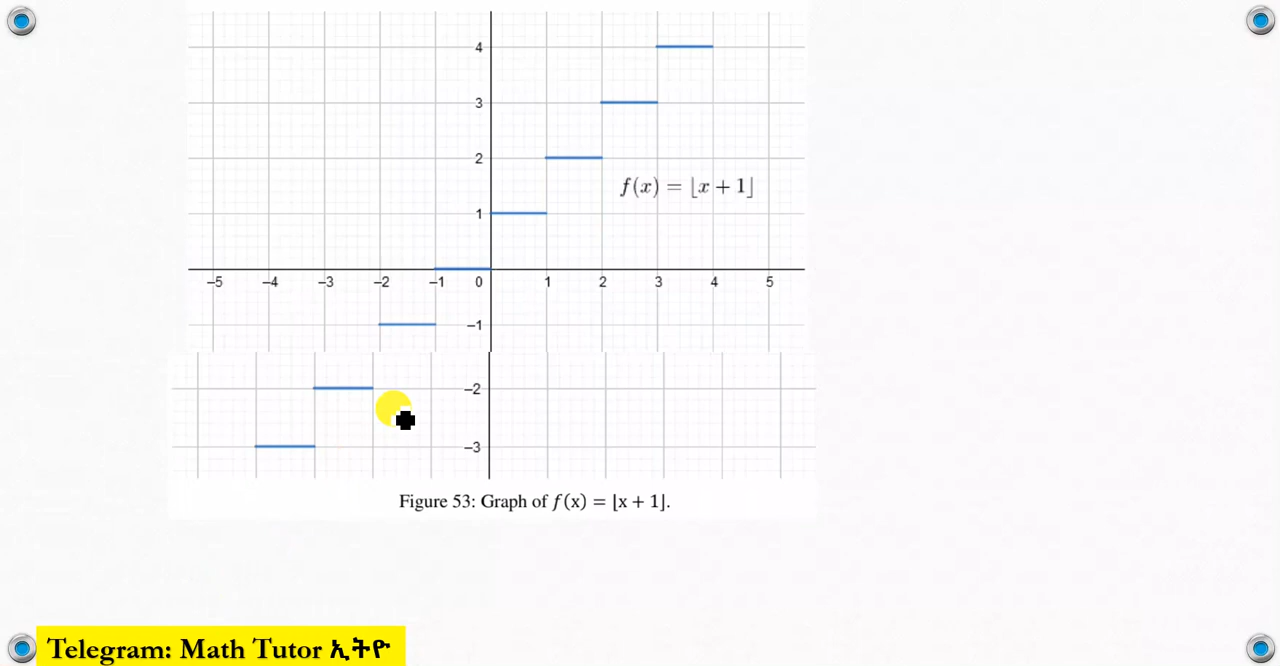 4
3
2
f(x) = ⌊x + 1⌋
1
−5 −4 −3 −2 −1 0 1 2 3 4 5
−1
−2
−3
Figure 53: Graph of f(x) = ⌊x + 1⌋.
Telegram: Math Tutor ኢትዮ